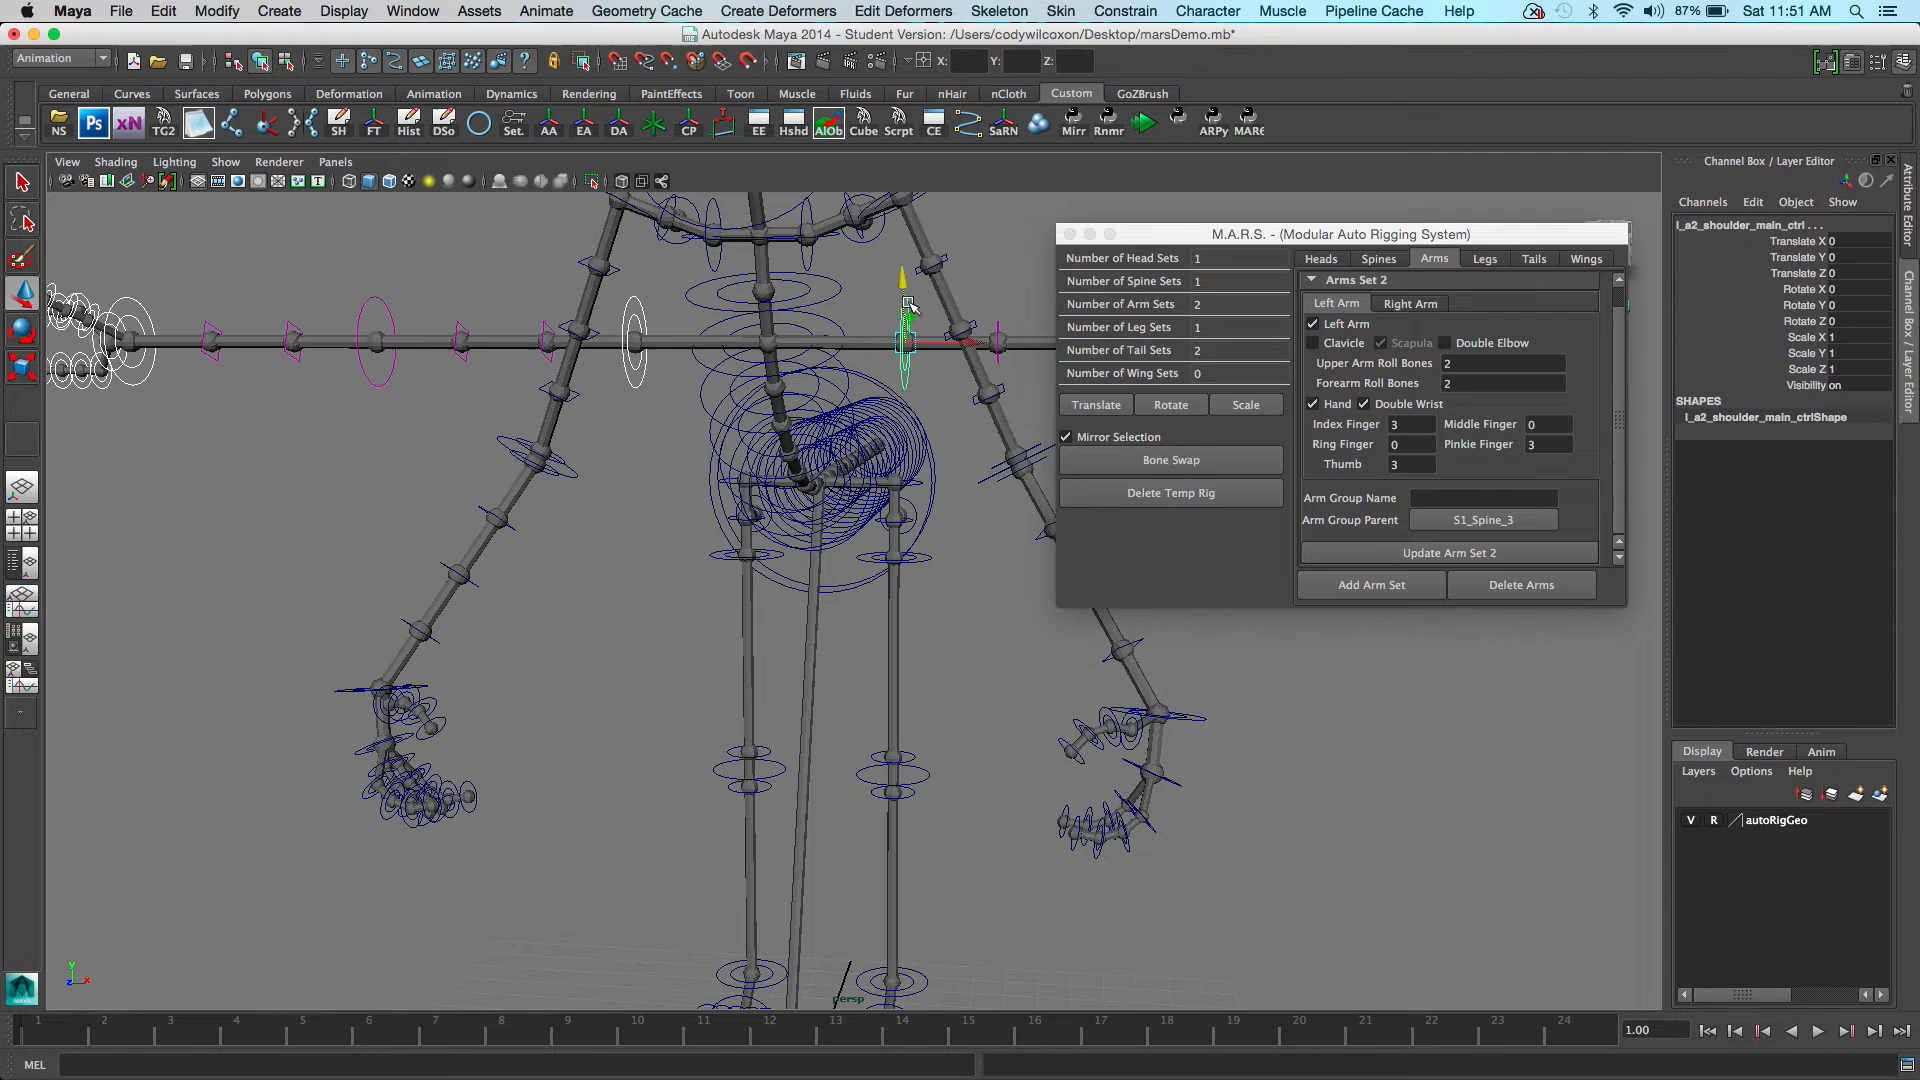 Maya File Edit Modify Create Display Window Assets Animate Geometry Cache Create Deformers Edit Deformers Skeleton Skin Constrain Character Muscle Pipeline Cache Help 87% Sat 11:51 AM
Autodesk Maya 2014 - Student Version: /Users/codywilcoxon/Desktop/marsDemo.mb*
Animation X: Y: Z:
General Curves Surfaces Polygons Deformation Animation Dynamics Rendering PaintEffects Toon Muscle Fluids Fur nHair nCloth Custom GoZBrush
Ps xN
NS TG2 SH FT Hist DSo Set. AA EA DA CP EE Hshd AlOb Cube Scrpt CE SaRN Mirr Rnmr ARPy MARS
View Shading Lighting Show Renderer Panels
Channel Box / Layer Editor
Channels Edit Object Show
l_a2_shoulder_main_ctrl . . .
Translate X 0
Translate Y 0
Translate Z 0
Rotate X 0
Rotate Y 0
Rotate Z 0
Scale X 1
Scale Y 1
Scale Z 1
Visibility on
SHAPES
l_a2_shoulder_main_ctrlShape
Attribute Editor
Channel Box / Layer Editor
M.A.R.S. - (Modular Auto Rigging System)
Number of Head Sets 1
Number of Spine Sets 1
Number of Arm Sets 2
Number of Leg Sets 1
Number of Tail Sets 2
Number of Wing Sets 0
Translate Rotate Scale
Mirror Selection
Bone Swap
Delete Temp Rig
Heads Spines Arms Legs Tails Wings
Arms Set 2
Left Arm Right Arm
Left Arm
Clavicle Scapula Double Elbow
Upper Arm Roll Bones 2
Forearm Roll Bones 2
Hand Double Wrist
Index Finger 3 Middle Finger 0
Ring Finger 0 Pinkie Finger 3
Thumb 3
Arm Group Name
Arm Group Parent S1_Spine_3
Update Arm Set 2
Add Arm Set Delete Arms
Display Render Anim
Layers Options Help
V R autoRigGeo
y
z x
persp
MAYA
1 2 3 4 5 6 7 8 9 10 11 12 13 14 15 16 17 18 19 20 21 22 23 24 1.00
MEL